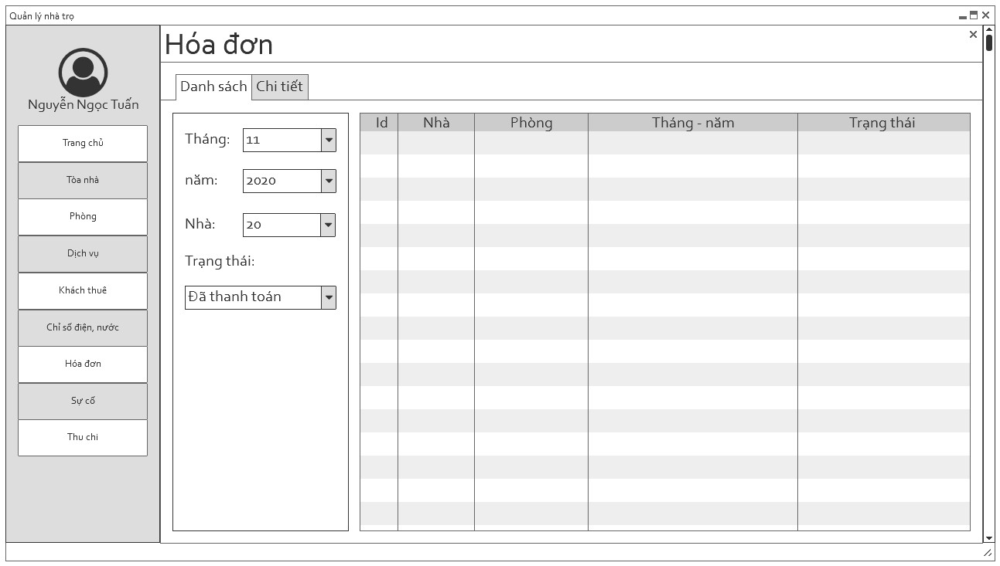 Quản lý nhà trọ
Nguyễn Ngọc Tuấn
Trang chủ
Tòa nhà
Phòng
Dịch vụ
Khách thuê
Chỉ số điện, nước
Hóa đơn
Sự cố
Thu chi
Hóa đơn
Danh sách Chi tiết
Tháng: 11
năm: 2020
Nhà: 20
Trạng thái:
Đã thanh toán
Id Nhà Phòng Tháng - năm Trạng thái